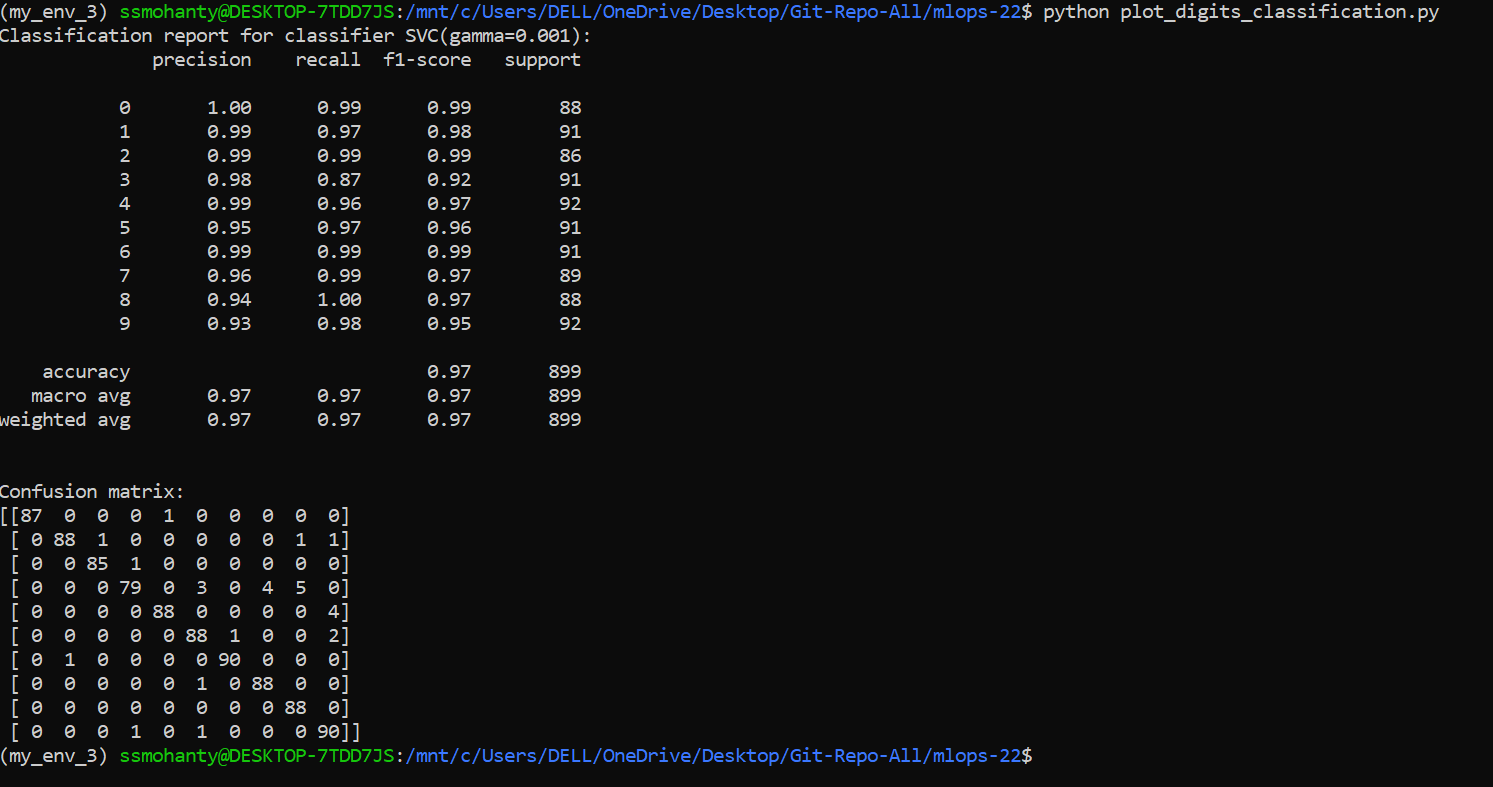 (my_env_3) ssmohanty@DESKTOP-7TDD7JS:/mnt/c/Users/DELL/OneDrive/Desktop/Git-Repo-All/mlops-22$ python plot_digits_classification.py
Classification report for classifier SVC(gamma=0.001):
              precision    recall  f1-score   support

           0       1.00      0.99      0.99        88
           1       0.99      0.97      0.98        91
           2       0.99      0.99      0.99        86
           3       0.98      0.87      0.92        91
           4       0.99      0.96      0.97        92
           5       0.95      0.97      0.96        91
           6       0.99      0.99      0.99        91
           7       0.96      0.99      0.97        89
           8       0.94      1.00      0.97        88
           9       0.93      0.98      0.95        92

    accuracy                           0.97       899
   macro avg       0.97      0.97      0.97       899
weighted avg       0.97      0.97      0.97       899


Confusion matrix:
[[87  0  0  0  1  0  0  0  0  0]
 [ 0 88  1  0  0  0  0  0  1  1]
 [ 0  0 85  1  0  0  0  0  0  0]
 [ 0  0  0 79  0  3  0  4  5  0]
 [ 0  0  0  0 88  0  0  0  0  4]
 [ 0  0  0  0  0 88  1  0  0  2]
 [ 0  1  0  0  0  0 90  0  0  0]
 [ 0  0  0  0  0  1  0 88  0  0]
 [ 0  0  0  0  0  0  0  0 88  0]
 [ 0  0  0  1  0  1  0  0  0 90]]
(my_env_3) ssmohanty@DESKTOP-7TDD7JS:/mnt/c/Users/DELL/OneDrive/Desktop/Git-Repo-All/mlops-22$